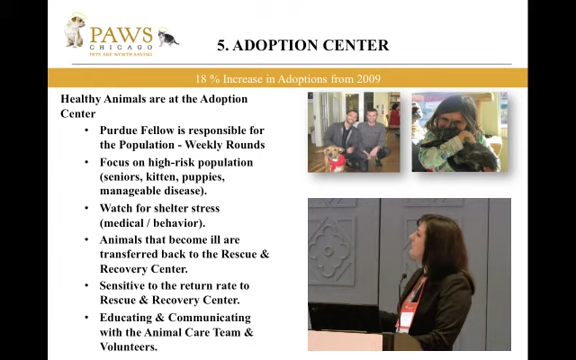 PAWS
CHICAGO
PETS ARE WORTH SAVING
5. ADOPTION CENTER
18 % Increase in Adoptions from 2009
Healthy Animals are at the Adoption
Center
• Purdue Fellow is responsible for
the Population - Weekly Rounds
• Focus on high-risk population
(seniors, kitten, puppies,
manageable disease).
• Watch for shelter stress
(medical / behavior).
• Animals that become ill are
transferred back to the Rescue &
Recovery Center.
• Sensitive to the return rate to
Rescue & Recovery Center.
• Educating & Communicating
with the Animal Care Team &
Volunteers.